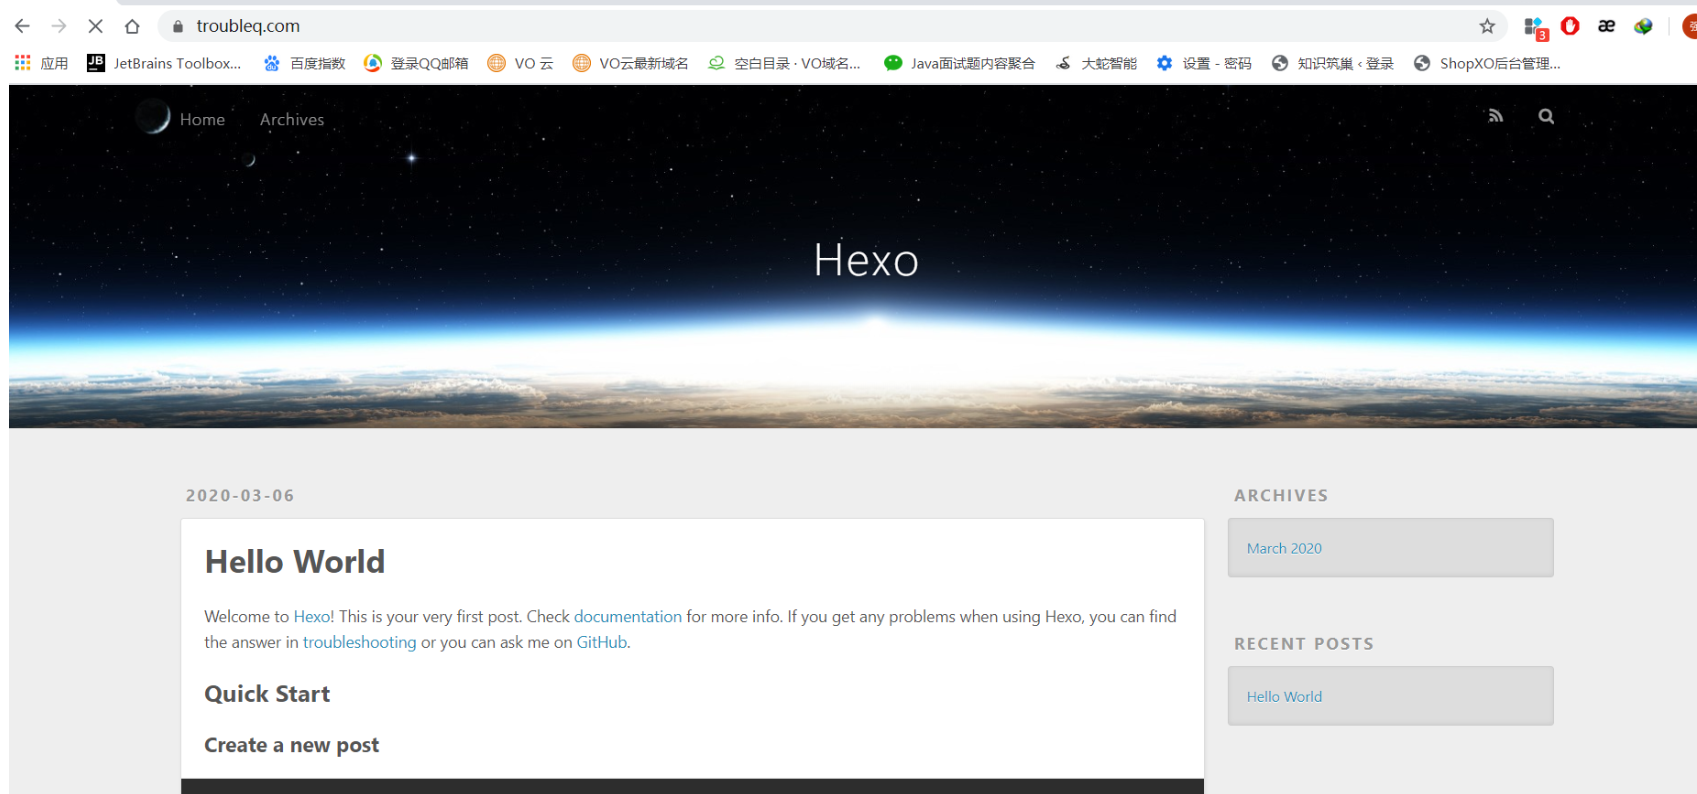 troubleq.com
3
应用 JetBrains Toolbox... 百度指数 登录QQ邮箱 VO 云 VO云最新域名 空白目录 · VO域名... Java面试题内容聚合 大蛇智能 设置 - 密码 知识筑巢 ‹ 登录 ShopXO后台管理...
Home Archives
Hexo
2020-03-06
Hello World
Welcome to Hexo! This is your very first post. Check documentation for more info. If you get any problems when using Hexo, you can find
the answer in troubleshooting or you can ask me on GitHub.
Quick Start
Create a new post
ARCHIVES
March 2020
RECENT POSTS
Hello World